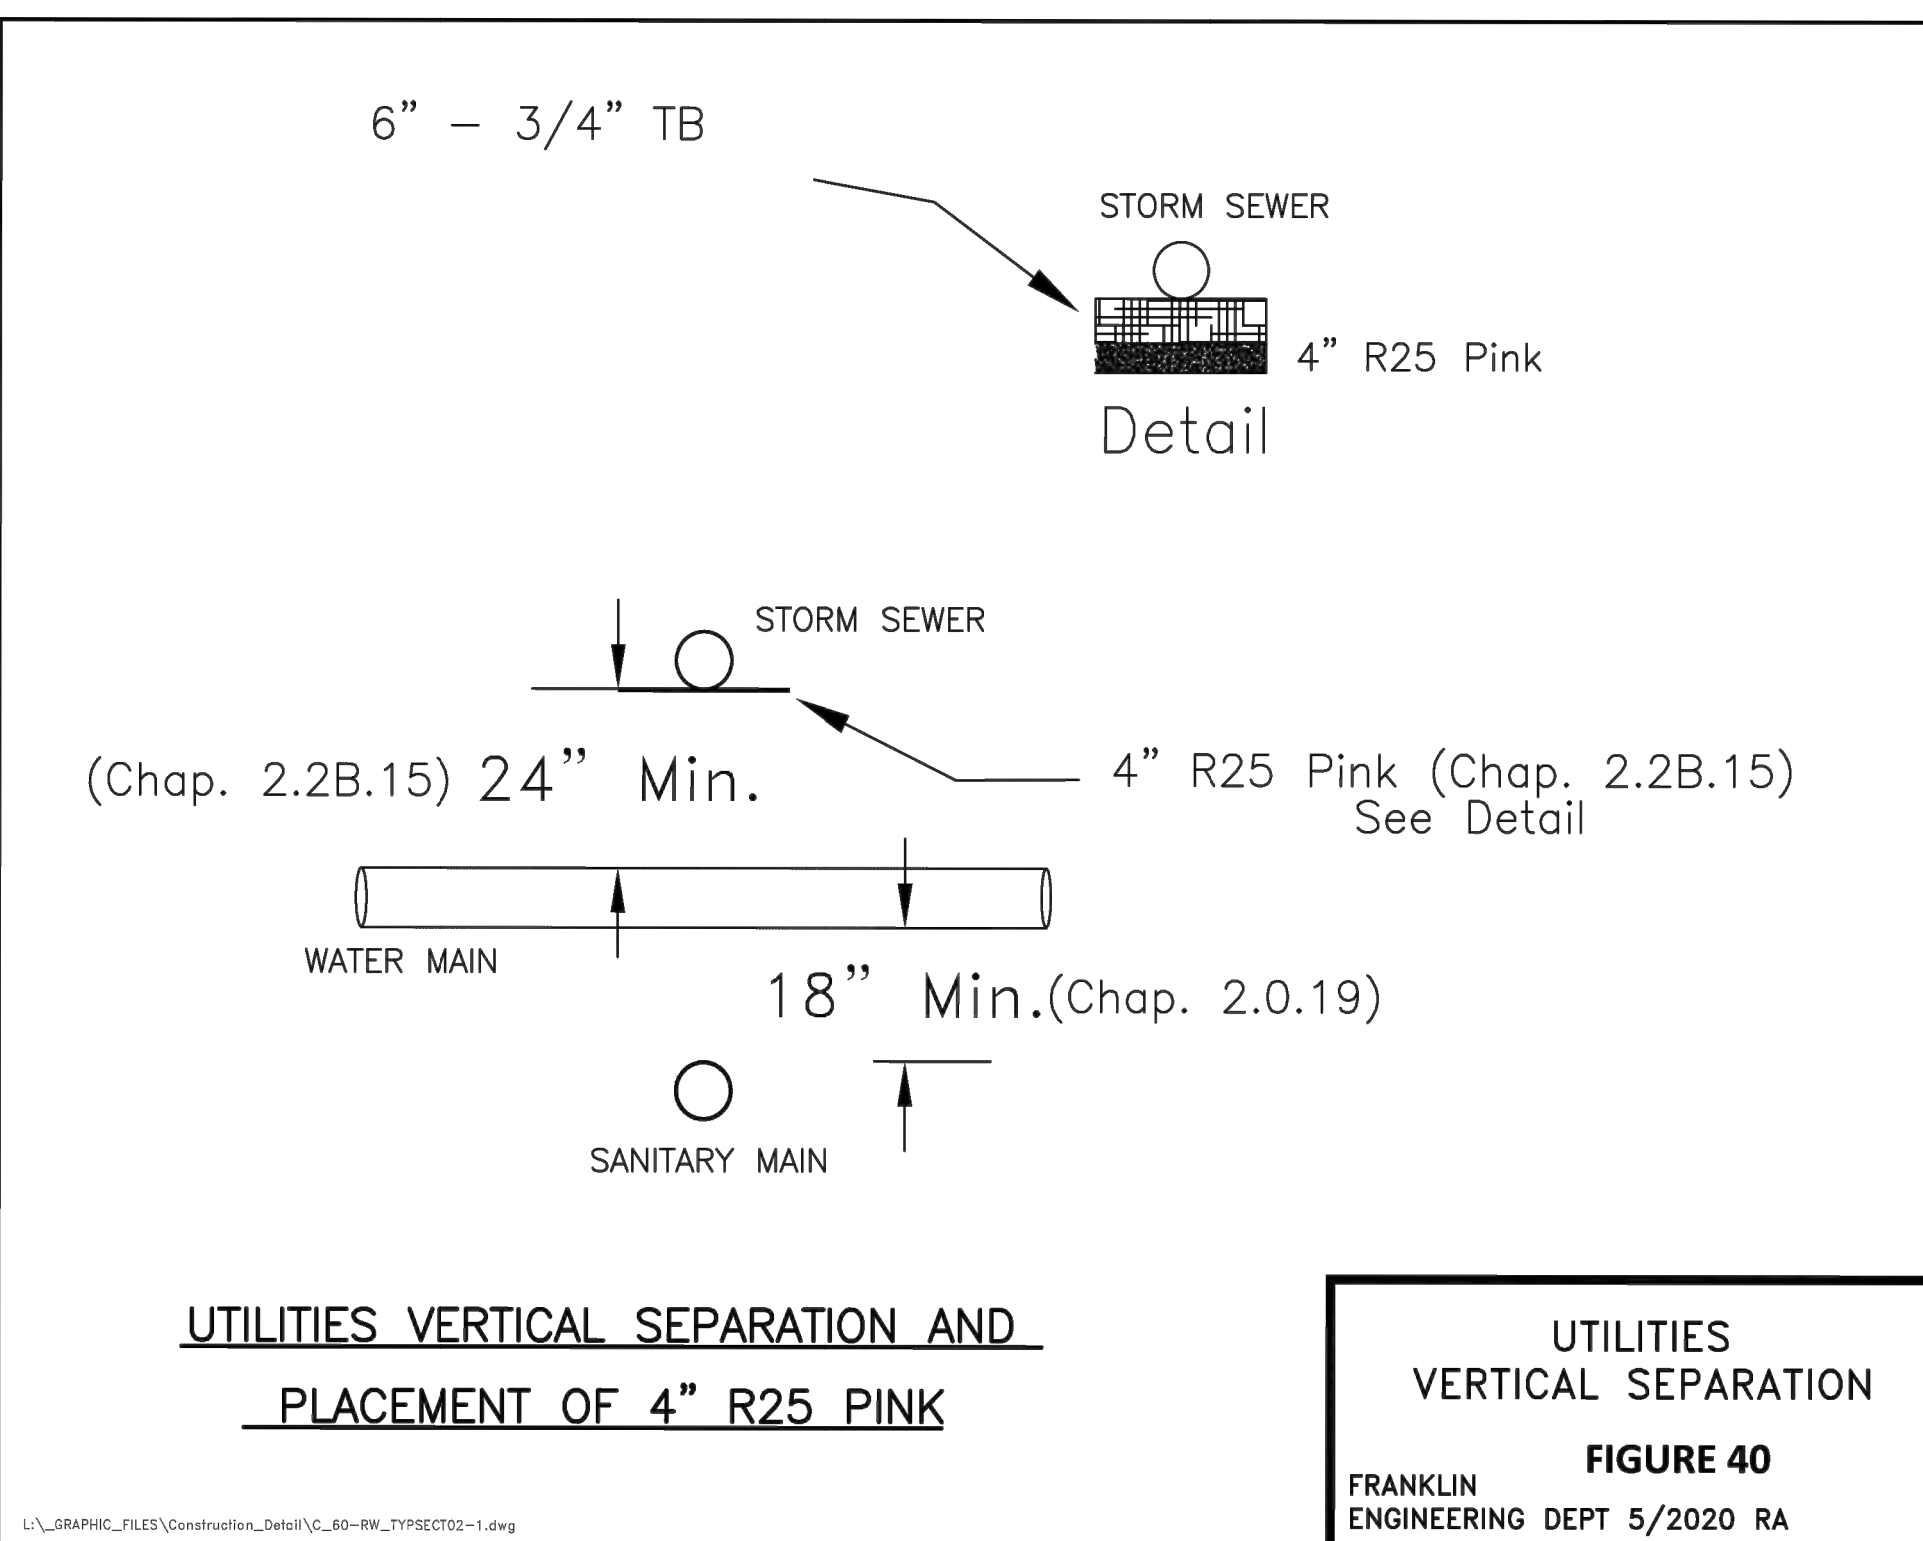 6” – 3/4” TB
STORM SEWER
4” R25 Pink
Detail
STORM SEWER
(Chap. 2.2B.15) 24” Min.
4” R25 Pink (Chap. 2.2B.15)
See Detail
WATER MAIN
18” Min.(Chap. 2.0.19)
SANITARY MAIN
UTILITIES VERTICAL SEPARATION AND
PLACEMENT OF 4” R25 PINK
UTILITIES
VERTICAL SEPARATION
FIGURE 40
FRANKLIN
ENGINEERING DEPT 5/2020 RA
L:\_GRAPHIC_FILES\Construction_Detail\C_60-RW_TYPSECT02-1.dwg